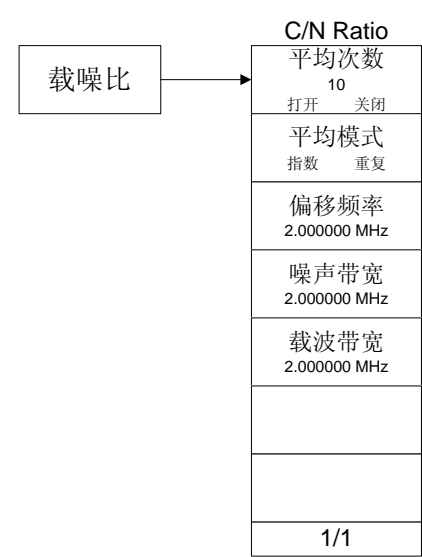 C/N Ratio
载噪比
平均次数
10
打开 关闭
平均模式
指数 重复
偏移频率
2.000000 MHz
噪声带宽
2.000000 MHz
载波带宽
2.000000 MHz
1/1